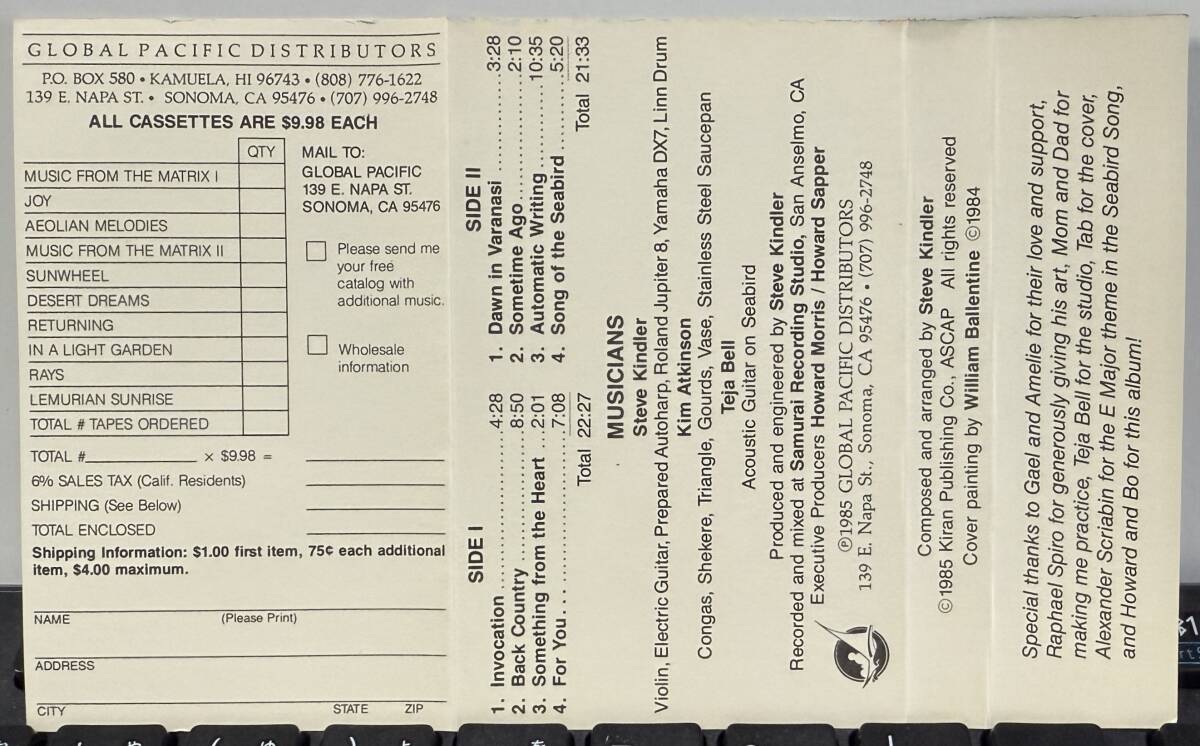 GLOBAL PACIFIC DISTRIBUTORS
P.O. BOX 580 • KAMUELA, HI 96743 • (808) 776-1622
139 E. NAPA ST. • SONOMA, CA 95476 • (707) 996-2748
ALL CASSETTES ARE $9.98 EACH
QTY
MUSIC FROM THE MATRIX I
JOY
AEOLIAN MELODIES
MUSIC FROM THE MATRIX II
SUNWHEEL
DESERT DREAMS
RETURNING
IN A LIGHT GARDEN
RAYS
LEMURIAN SUNRISE
TOTAL # TAPES ORDERED
MAIL TO:
GLOBAL PACIFIC
139 E. NAPA ST.
SONOMA, CA 95476
Please send me
your free
catalog with
additional music.
Wholesale
information
TOTAL #__________ × $9.98 =
6% SALES TAX (Calif. Residents)
SHIPPING (See Below)
TOTAL ENCLOSED
Shipping Information: $1.00 first item, 75¢ each additional
item, $4.00 maximum.
NAME (Please Print)
ADDRESS
CITY STATE ZIP
SIDE I
1. Invocation 4:28
2. Back Country 8:50
3. Something from the Heart 2:01
4. For You 7:08
Total 22:27
SIDE II
1. Dawn in Varanasi 3:28
2. Sometime Ago 2:10
3. Automatic Writing 10:35
4. Song of the Seabird 5:20
Total 21:33
MUSICIANS
Steve Kindler
Violin, Electric Guitar, Prepared Autoharp, Roland Jupiter 8, Yamaha DX7, Linn Drum
Kim Atkinson
Congas, Shekere, Triangle, Gourds, Vase, Stainless Steel Saucepan
Teja Bell
Acoustic Guitar on Seabird
Produced and engineered by Steve Kindler
Recorded and mixed at Samurai Recording Studio, San Anselmo, CA
Executive Producers Howard Morris / Howard Sapper
℗1985 GLOBAL PACIFIC DISTRIBUTORS
139 E. Napa St., Sonoma, CA 95476 • (707) 996-2748
Composed and arranged by Steve Kindler
©1985 Kiran Publishing Co., ASCAP All rights reserved
Cover painting by William Ballentine ©1984
Special thanks to Gael and Amelie for their love and support,
Raphael Spiro for generously giving his art, Mom and Dad for
making me practice, Teja Bell for the studio, Tab for the cover,
Alexander Scriabin for the E Major theme in the Seabird Song,
and Howard and Bo for this album!